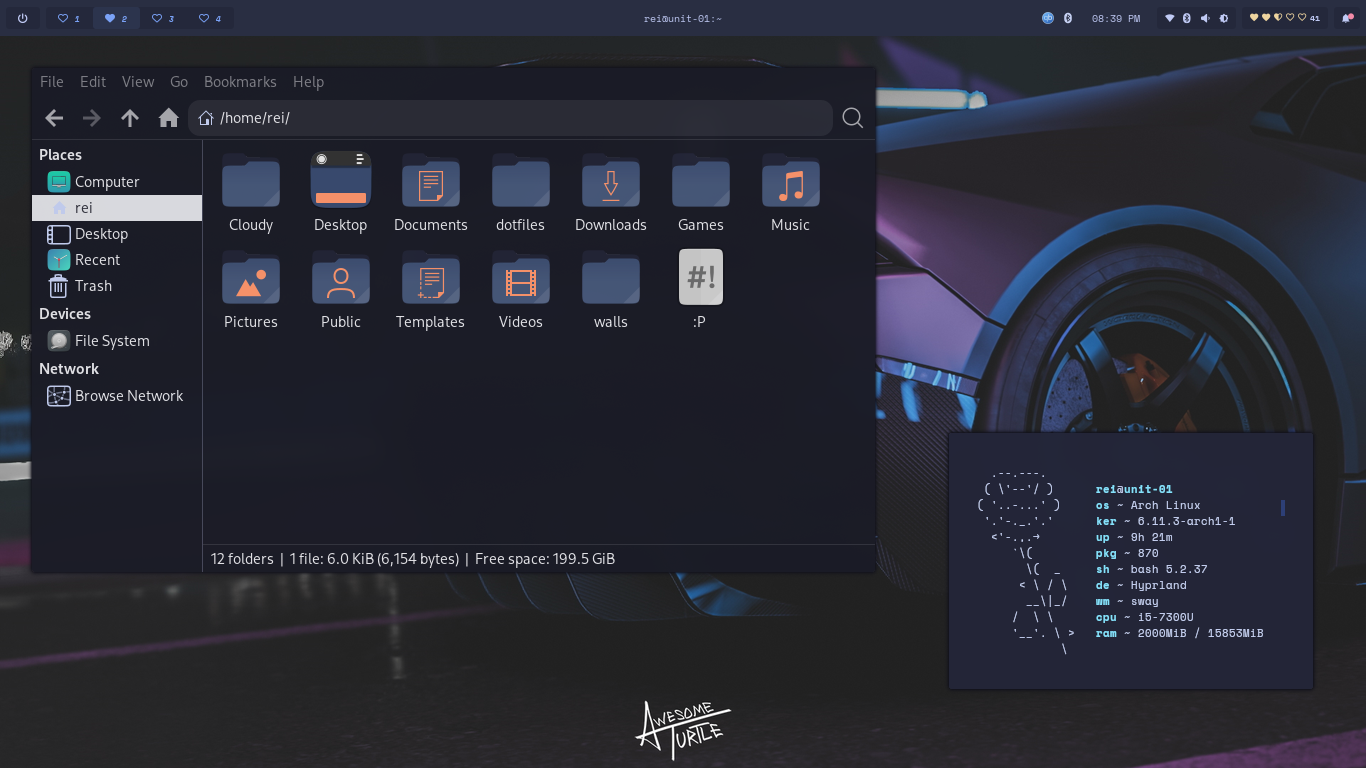 1 2 3 4 rei@unit-01:~ 08:39 PM 41
File Edit View Go Bookmarks Help
/home/rei/
Places
Computer
rei
Desktop
Recent
Trash
Devices
File System
Network
Browse Network
Cloudy Desktop Documents dotfiles Downloads Games Music
#!
Pictures Public Templates Videos walls :P
12 folders | 1 file: 6.0 KiB (6,154 bytes) | Free space: 199.5 GiB
rei@unit-01
os ~ Arch Linux
ker ~ 6.11.3-arch1-1
up ~ 9h 21m
pkg ~ 870
sh ~ bash 5.2.37
de ~ Hyprland
wm ~ sway
cpu ~ i5-7300U
ram ~ 2000MiB / 15853MiB
AWESOME
TURTLE